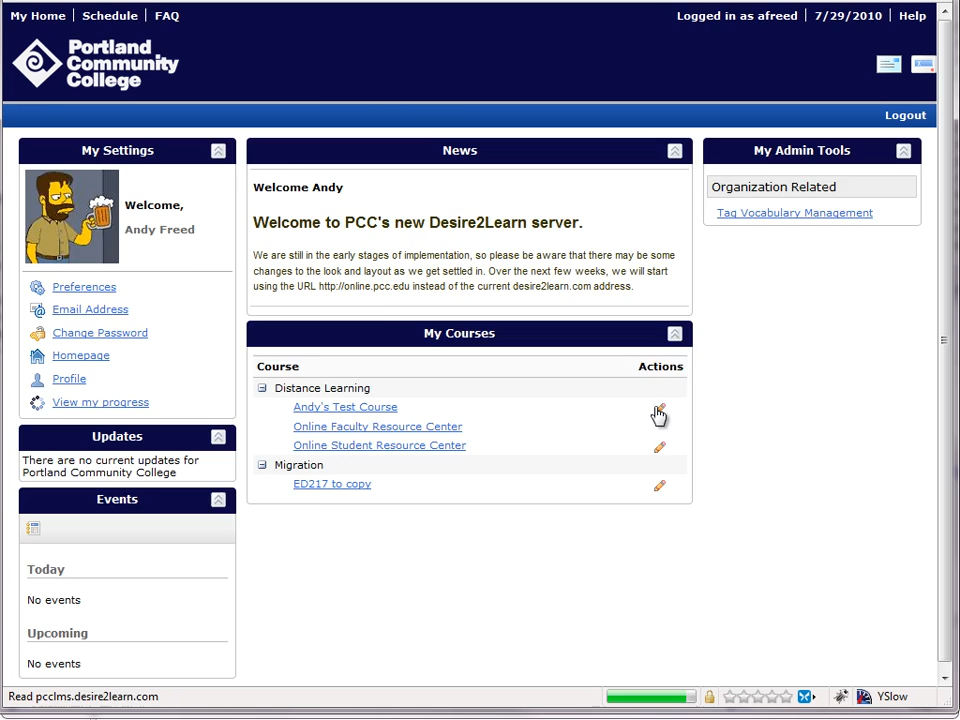 My Home | Schedule | FAQ
Logged in as afreed | 7/29/2010 | Help
Portland
Community
College
Logout
My Settings
Welcome,
Andy Freed
Preferences
Email Address
Change Password
Homepage
Profile
View my progress
Updates
There are no current updates for
Portland Community College
Events
Today
No events
Upcoming
No events
News
Welcome Andy
Welcome to PCC's new Desire2Learn server.
We are still in the early stages of implementation, so please be aware that there may be some
changes to the look and layout as we get settled in. Over the next few weeks, we will start
using the URL http://online.pcc.edu instead of the current desire2learn.com address.
My Courses
Course Actions
Distance Learning
Andy's Test Course
Online Faculty Resource Center
Online Student Resource Center
Migration
ED217 to copy
My Admin Tools
Organization Related
Tag Vocabulary Management
Read pcclms.desire2learn.com
YSlow